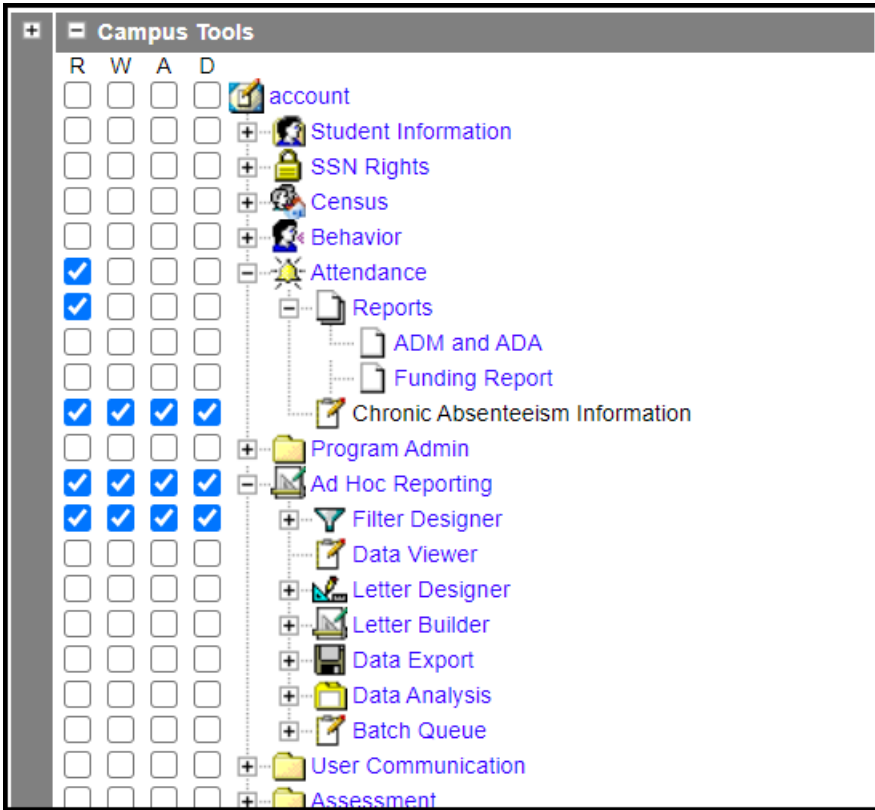 Campus Tools
R W A D
account
Student Information
SSN Rights
Census
Behavior
Attendance
Reports
ADM and ADA
Funding Report
Chronic Absenteeism Information
Program Admin
Ad Hoc Reporting
Filter Designer
Data Viewer
Letter Designer
Letter Builder
Data Export
Data Analysis
Batch Queue
User Communication
Assessment